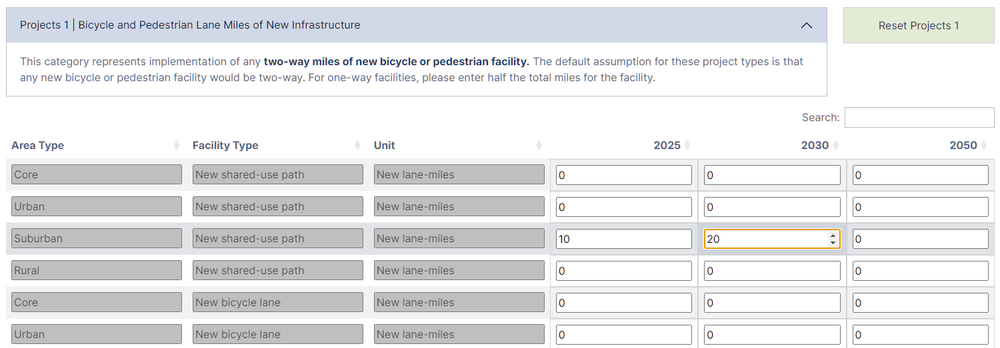 Projects 1 | Bicycle and Pedestrian Lane Miles of New Infrastructure
Reset Projects 1
This category represents implementation of any two-way miles of new bicycle or pedestrian facility. The default assumption for these project types is that
any new bicycle or pedestrian facility would be two-way. For one-way facilities, please enter half the total miles for the facility.
Search:
Area Type Facility Type Unit 2025 2030 2050
Core New shared-use path New lane-miles 0 0 0
Urban New shared-use path New lane-miles 0 0 0
Suburban New shared-use path New lane-miles 10 20 0
Rural New shared-use path New lane-miles 0 0 0
Core New bicycle lane New lane-miles 0 0 0
Urban New bicycle lane New lane-miles 0 0 0